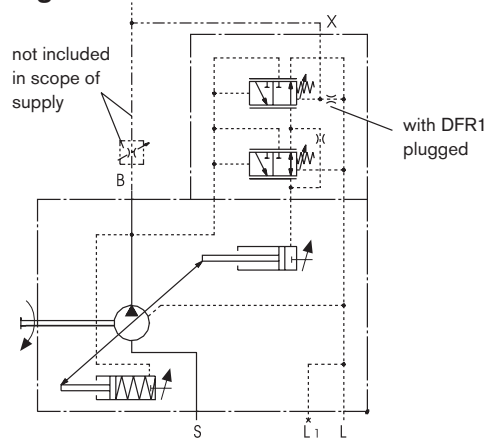 X
not included
in scope of
supply
with DFR1
plugged
B
S
L1 L